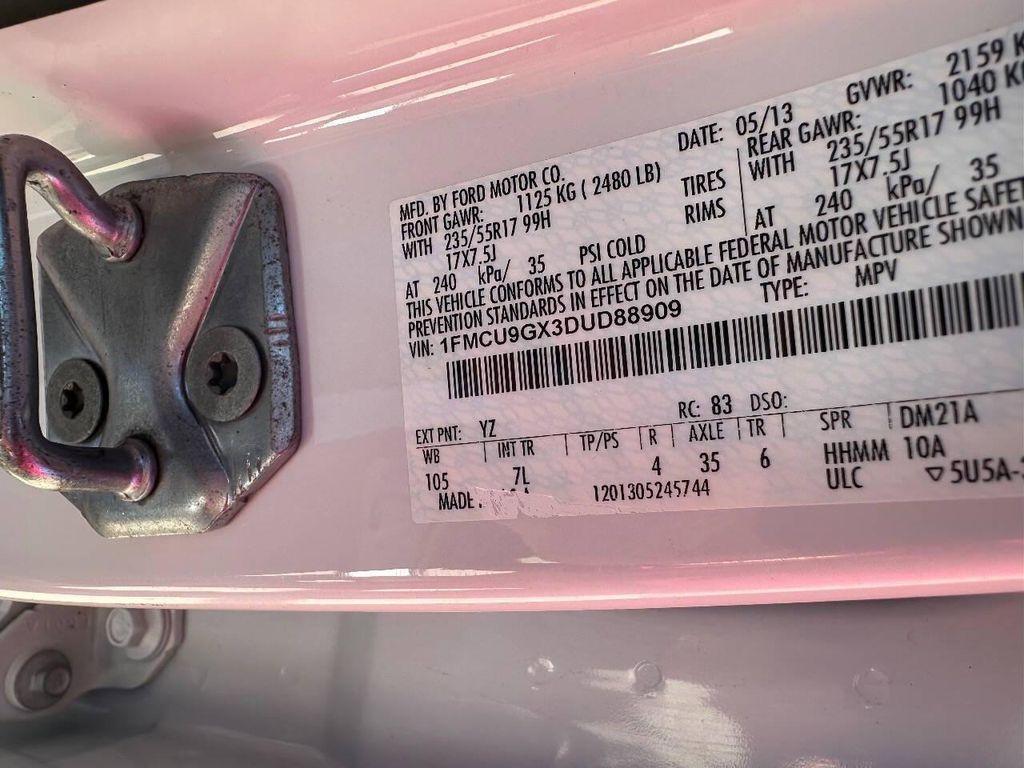 MFD. BY FORD MOTOR CO. DATE: 05/13 GVWR: 2159
FRONT GAWR: 1125 KG ( 2480 LB) REAR GAWR: 1040
WITH 235/55R17 99H TIRES WITH 235/55R17 99H
17X7.5J RIMS 17X7.5J
AT 240 kPa/ 35 PSI COLD AT 240 kPa/ 35
THIS VEHICLE CONFORMS TO ALL APPLICABLE FEDERAL MOTOR VEHICLE
PREVENTION STANDARDS IN EFFECT ON THE DATE OF MANUFACTURE SHOWN
VIN: 1FMCU9GX3DUD88909 TYPE: MPV
EXT PNT: YZ RC: 83 DSO:
WB INT TR TP/PS R AXLE TR SPR DM21A
105 7L 4 35 6 HHMM 10A
MADE 1201305245744 ULC ▽5U5A-